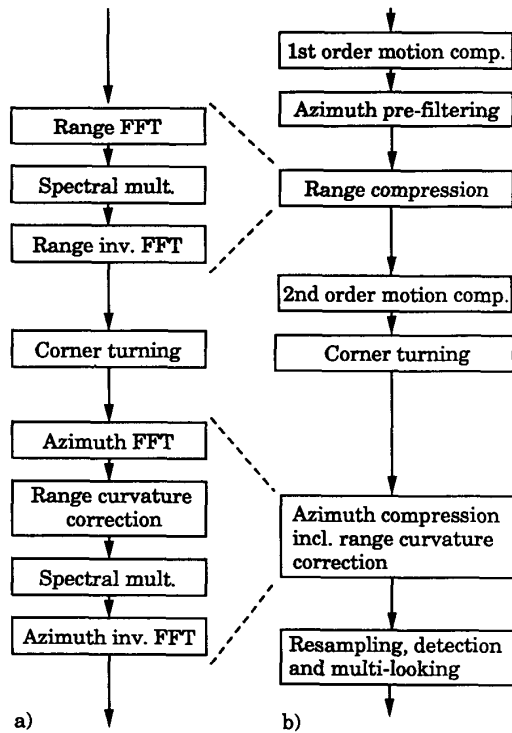 Range FFT
Spectral mult.
Range inv. FFT
Corner turning
Azimuth FFT
Range curvature
correction
Spectral mult.
Azimuth inv. FFT
a)
1st order motion comp.
Azimuth pre-filtering
Range compression
2nd order motion comp.
Corner turning
Azimuth compression
incl. range curvature
correction
Resampling, detection
and multi-looking
b)